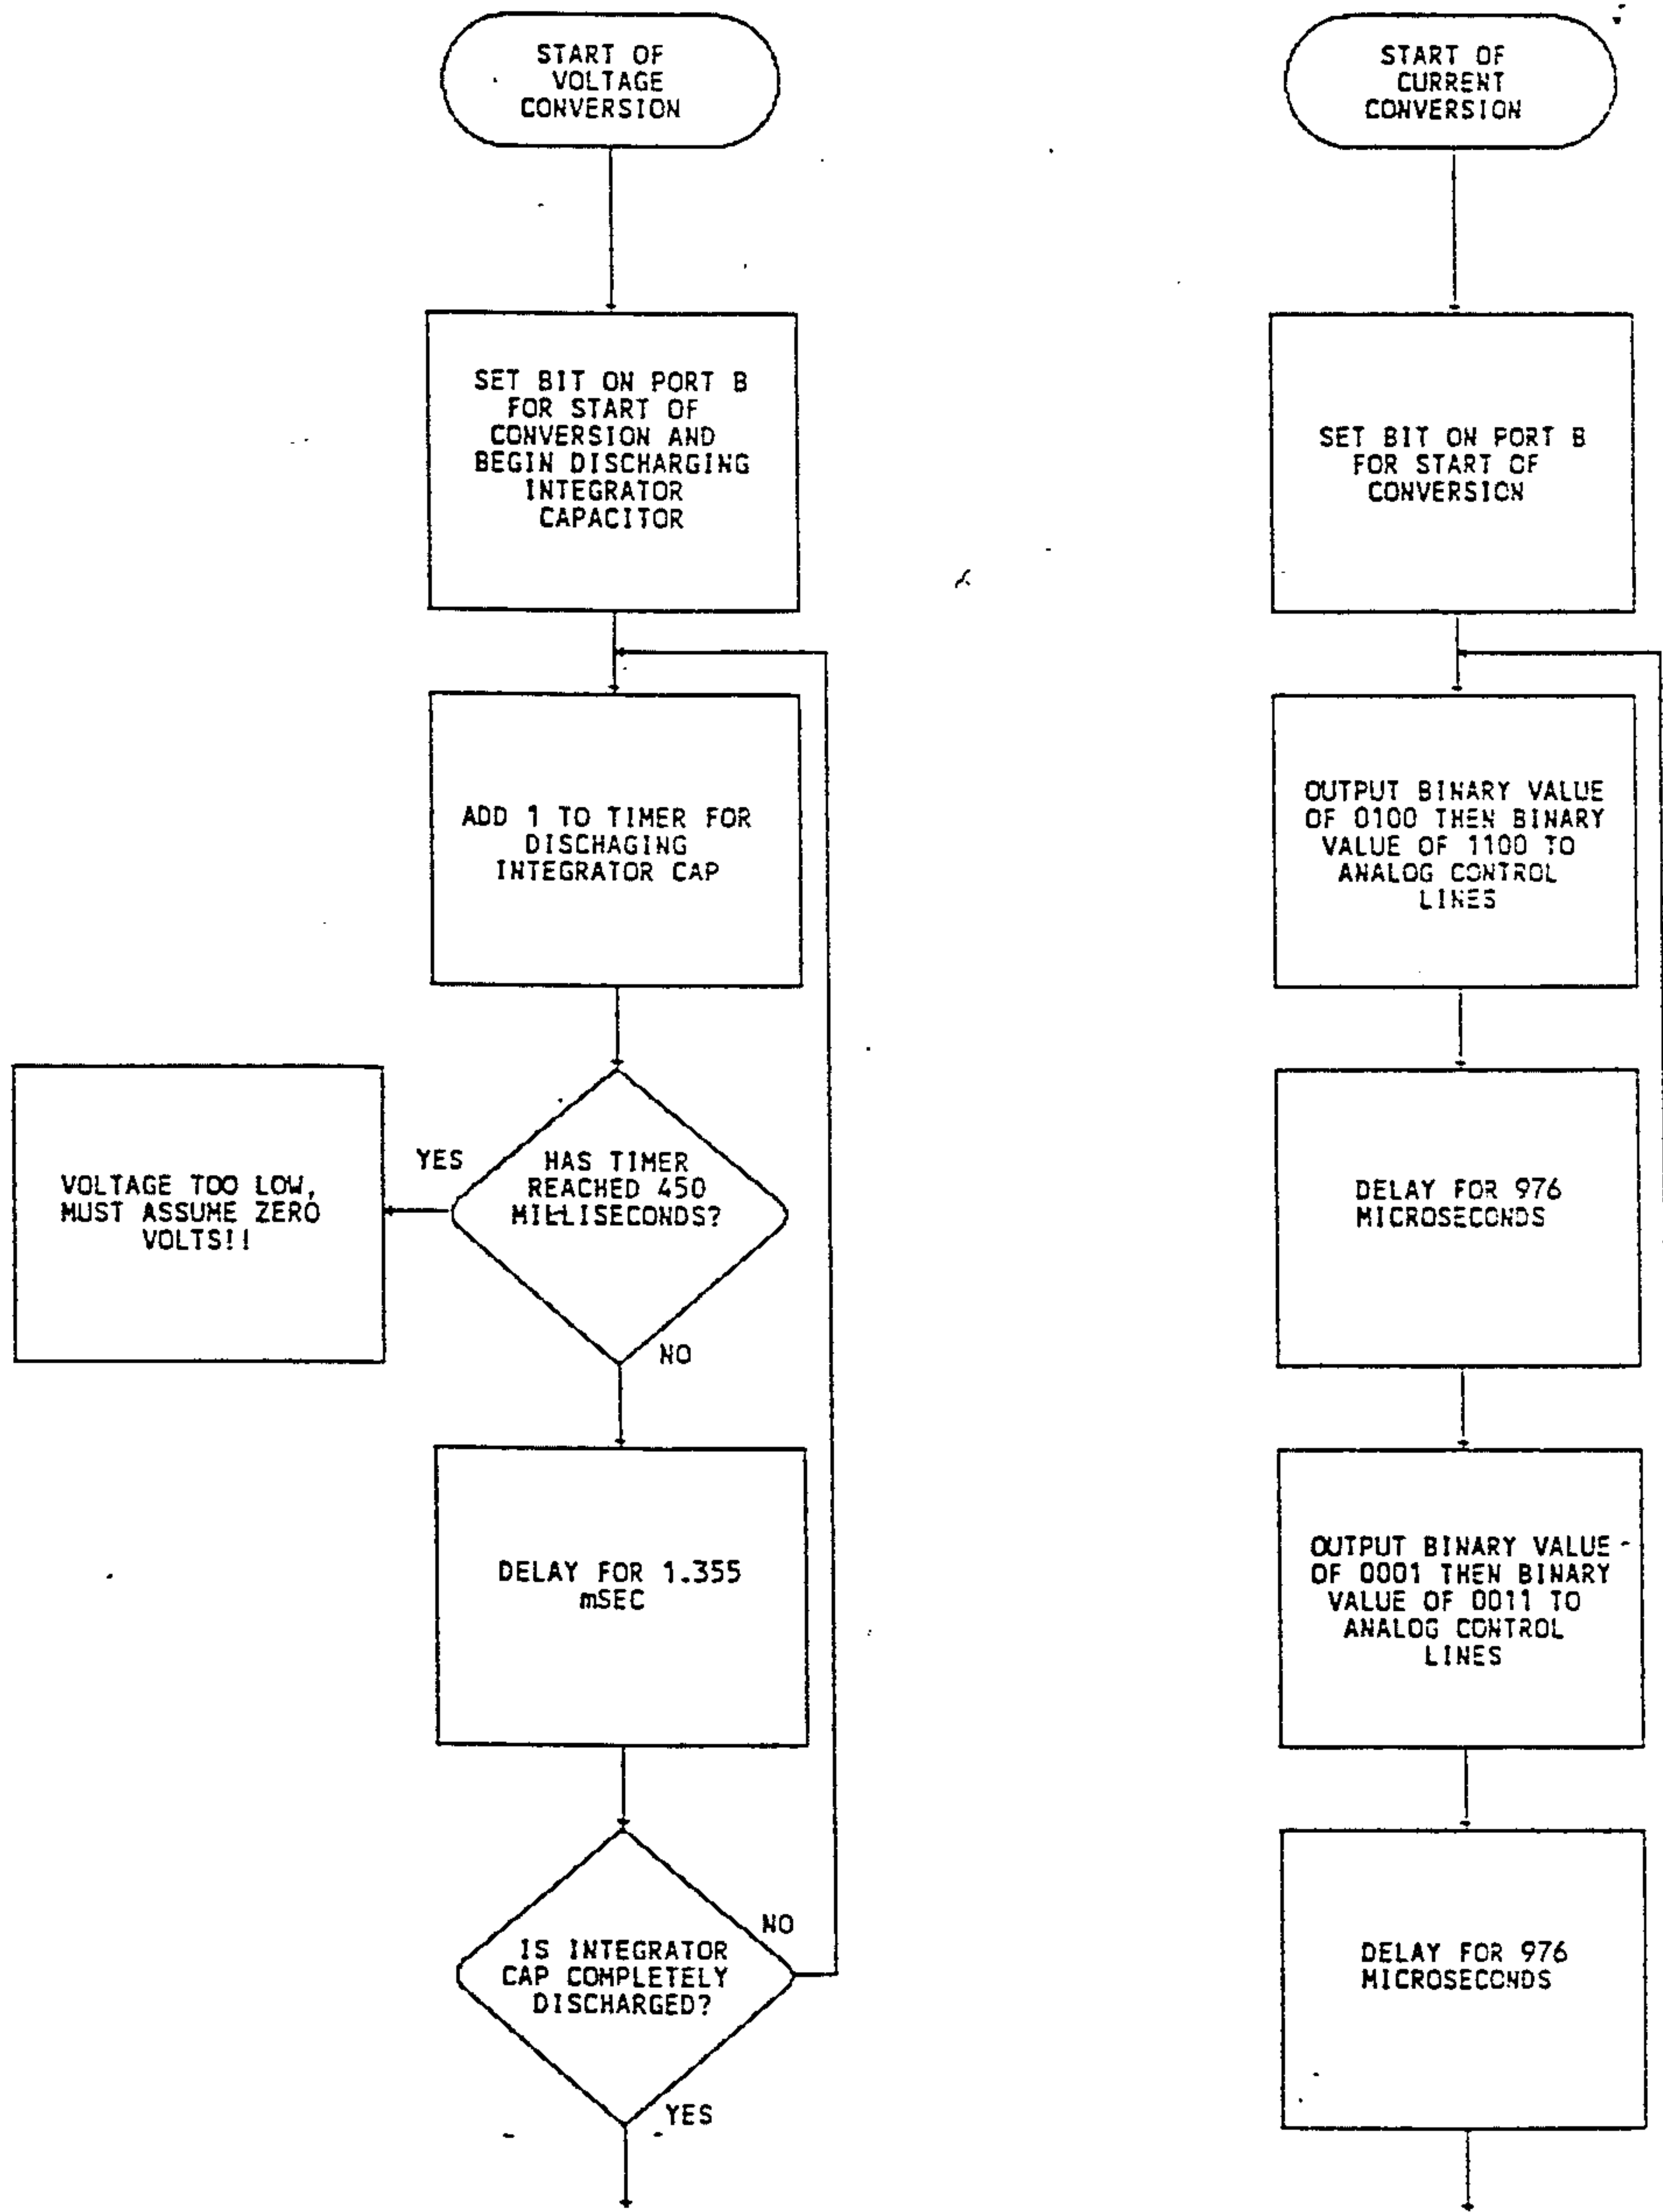 START OF
VOLTAGE
CONVERSION
SET BIT ON PORT B
FOR START OF
CONVERSION AND
BEGIN DISCHARGING
INTEGRATOR
CAPACITOR
ADD 1 TO TIMER FOR
DISCHAGING
INTEGRATOR CAP
HAS TIMER
REACHED 450
MILLISECONDS?
YES
NO
VOLTAGE TOO LOW,
MUST ASSUME ZERO
VOLTS!!
DELAY FOR 1.355
mSEC
IS INTEGRATOR
CAP COMPLETELY
DISCHARGED?
NO
YES
START OF
CURRENT
CONVERSION
SET BIT ON PORT B
FOR START OF
CONVERSION
OUTPUT BINARY VALUE
OF 0100 THEN BINARY
VALUE OF 1100 TO
ANALOG CONTROL
LINES
DELAY FOR 976
MICROSECONDS
OUTPUT BINARY VALUE
OF 0001 THEN BINARY
VALUE OF 0011 TO
ANALOG CONTROL
LINES
DELAY FOR 976
MICROSECONDS